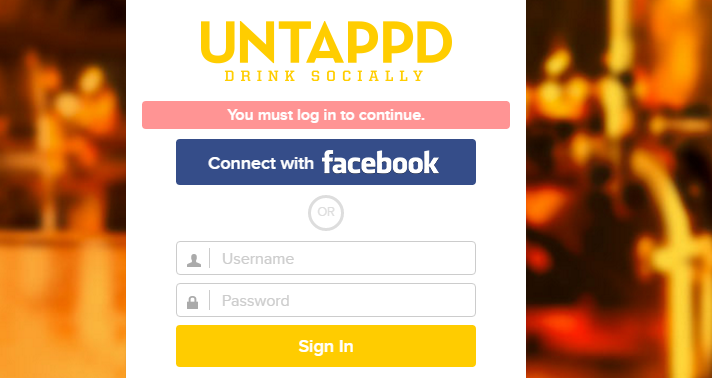 UNTAPPD
DRINK SOCIALLY
You must log in to continue.
Connect with facebook
OR
Username
Password
Sign In